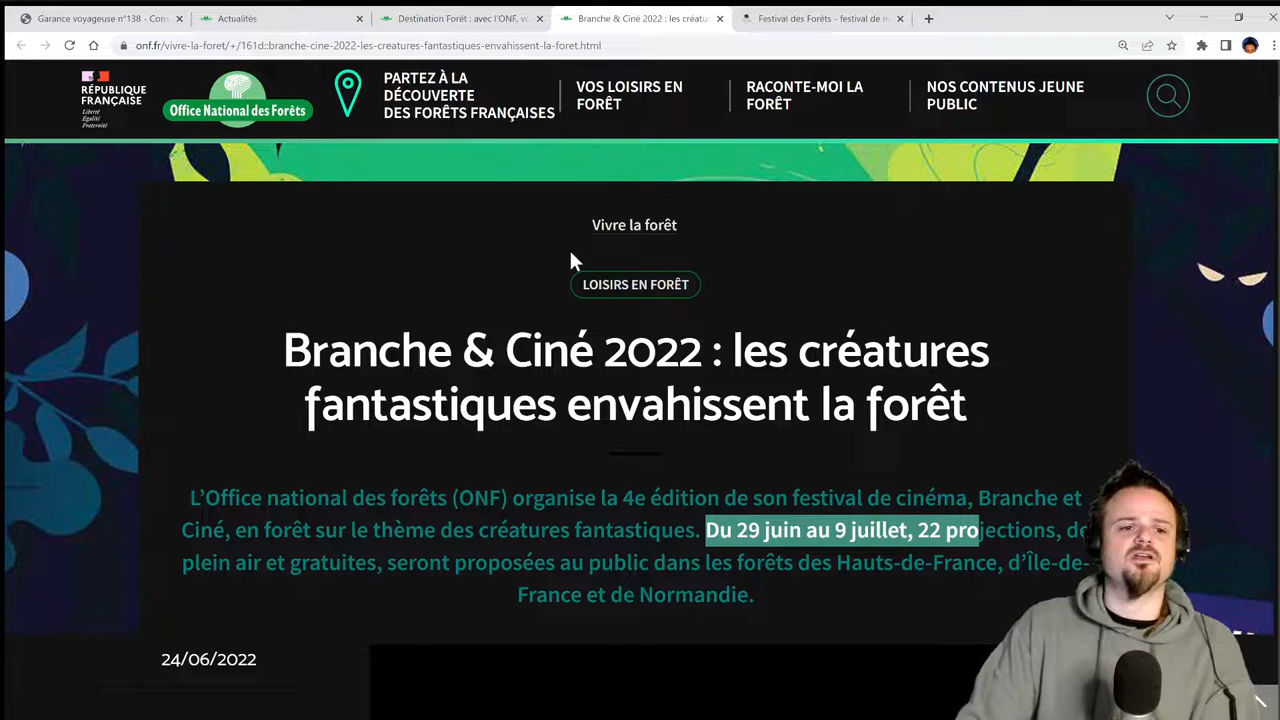 Garance voyageuse n°138 - Con
Actualités
Destination Forêt : avec l'ONF, vo
Branche & Ciné 2022 : les créatur
Festival des Forêts - festival de m
onf.fr/vivre-la-foret/+/161d::branche-cine-2022-les-creatures-fantastiques-envahissent-la-foret.html
RÉPUBLIQUE
FRANÇAISE
Liberté
Égalité
Fraternité
Office National des Forêts
PARTEZ À LA
DÉCOUVERTE
DES FORÊTS FRANÇAISES
VOS LOISIRS EN
FORÊT
RACONTE-MOI LA
FORÊT
NOS CONTENUS JEUNE
PUBLIC
Vivre la forêt
LOISIRS EN FORÊT
Branche & Ciné 2022 : les créatures
fantastiques envahissent la forêt
L'Office national des forêts (ONF) organise la 4e édition de son festival de cinéma, Branche et
Ciné, en forêt sur le thème des créatures fantastiques. Du 29 juin au 9 juillet, 22 projections, de
plein air et gratuites, seront proposées au public dans les forêts des Hauts-de-France, d'Île-de-
France et de Normandie.
24/06/2022